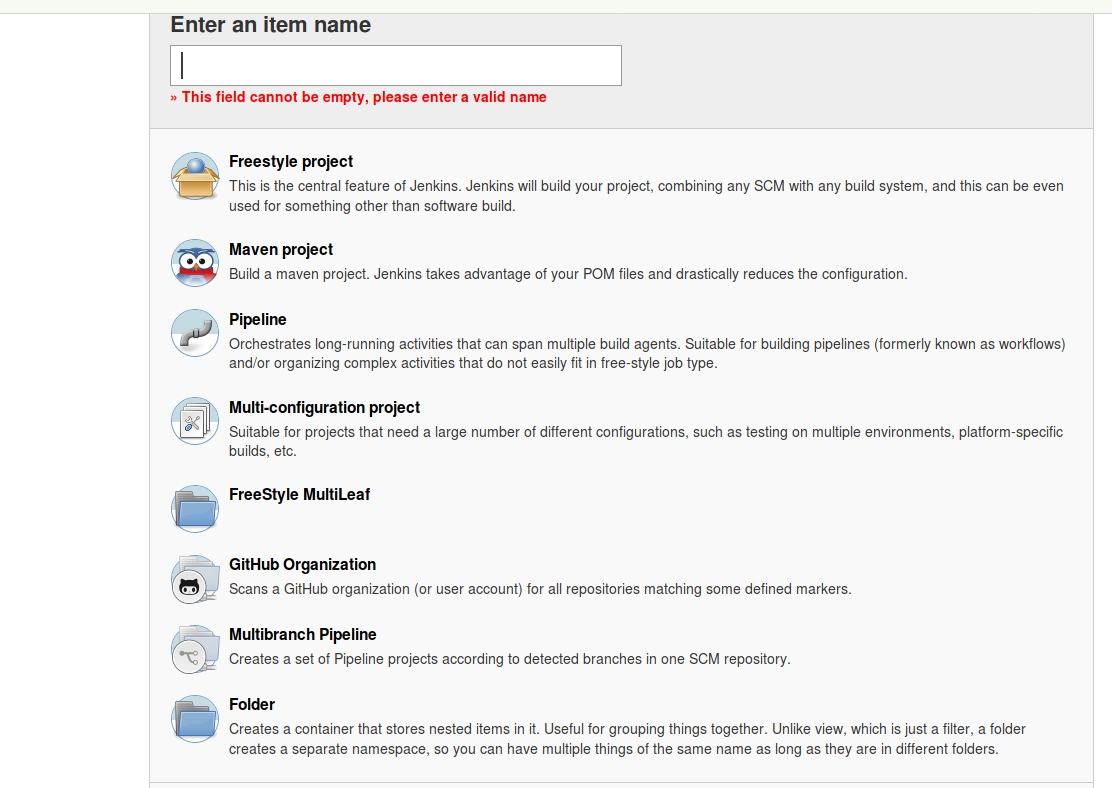 Enter an item name
» This field cannot be empty, please enter a valid name
Freestyle project
This is the central feature of Jenkins. Jenkins will build your project, combining any SCM with any build system, and this can be even
used for something other than software build.
Maven project
Build a maven project. Jenkins takes advantage of your POM files and drastically reduces the configuration.
Pipeline
Orchestrates long-running activities that can span multiple build agents. Suitable for building pipelines (formerly known as workflows)
and/or organizing complex activities that do not easily fit in free-style job type.
Multi-configuration project
Suitable for projects that need a large number of different configurations, such as testing on multiple environments, platform-specific
builds, etc.
FreeStyle MultiLeaf
GitHub Organization
Scans a GitHub organization (or user account) for all repositories matching some defined markers.
Multibranch Pipeline
Creates a set of Pipeline projects according to detected branches in one SCM repository.
Folder
Creates a container that stores nested items in it. Useful for grouping things together. Unlike view, which is just a filter, a folder
creates a separate namespace, so you can have multiple things of the same name as long as they are in different folders.